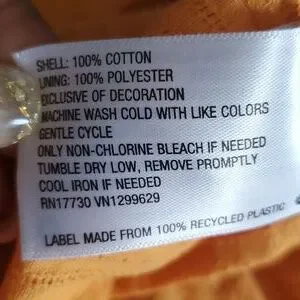 SHELL: 100% COTTON
LINING: 100% POLYESTER
EXCLUSIVE OF DECORATION
MACHINE WASH COLD WITH LIKE COLORS
GENTLE CYCLE
ONLY NON-CHLORINE BLEACH IF NEEDED
TUMBLE DRY LOW, REMOVE PROMPTLY
COOL IRON IF NEEDED
RN17730 VN1299629
LABEL MADE FROM 100% RECYCLED PLASTIC